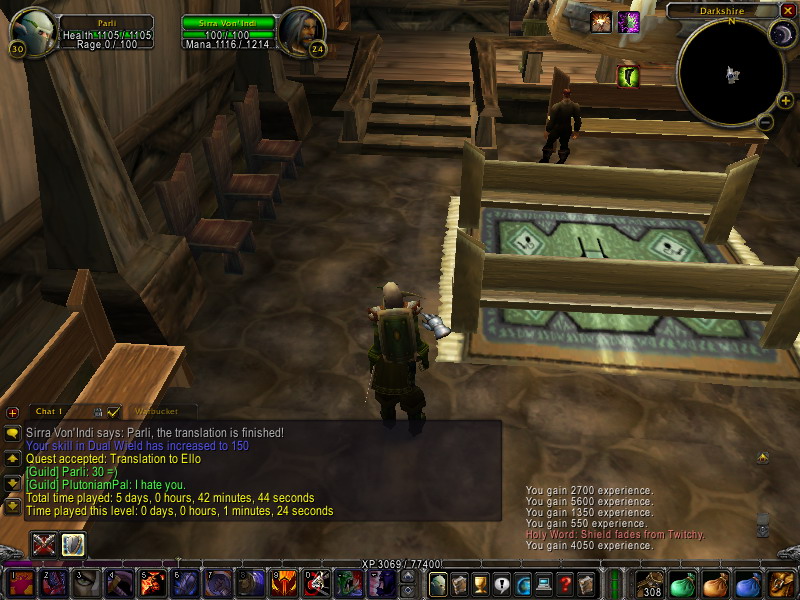 Parli
Health 1105 / 1105
Rage 0 / 100
30
Sirra Von'Indi
100 / 100
Mana 1116 / 1214
24
Darkshire
N
Chat 1
Warbucket
Sirra Von'Indi says: Parli, the translation is finished!
Your skill in Dual Wield has increased to 150
Quest accepted: Translation to Ello
[Guild] Parli: 30 =)
[Guild] PlutoniamPal: I hate you.
Total time played: 5 days, 0 hours, 42 minutes, 44 seconds
Time played this level: 0 days, 0 hours, 1 minutes, 24 seconds
You gain 2700 experience.
You gain 5600 experience.
You gain 1350 experience.
You gain 550 experience.
Holy Word: Shield fades from Twitchy.
You gain 4050 experience.
XP 3069 / 77400
308